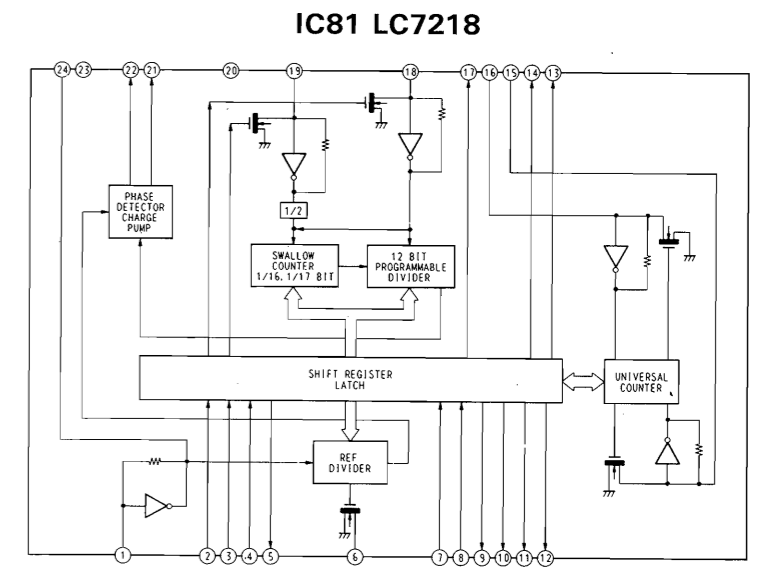 IC81 LC7218
24 23 22 21 20 19 18 17 16 15 14 13
PHASE
DETECTOR
CHARGE
PUMP
1/2
SWALLOW
COUNTER
1/16, 1/17 BIT
12 BIT
PROGRAMMABLE
DIVIDER
SHIFT REGISTER
LATCH
UNIVERSAL
COUNTER
REF
DIVIDER
1 2 3 4 5 6 7 8 9 10 11 12